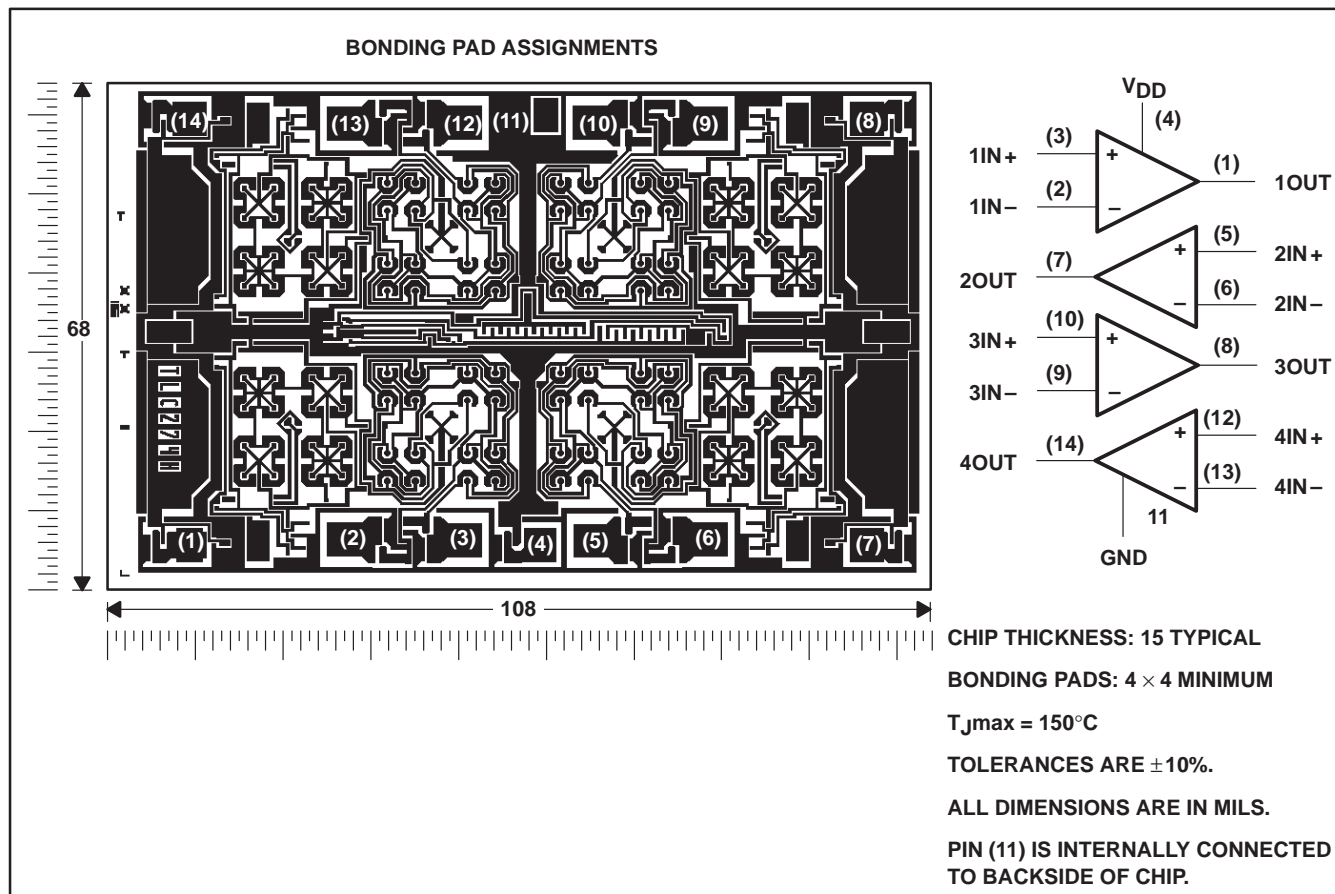 BONDING PAD ASSIGNMENTS
(14) (13) (12) (11) (10) (9) (8)
68
(1) (2) (3) (4) (5) (6) (7)
108
VDD
(4)
(3)
1IN+
+
(1)
1OUT
(2)
1IN−
−
(5)
+
2IN+
(7)
2OUT
(6)
−
2IN−
(10)
3IN+
+
(8)
3OUT
(9)
3IN−
−
(12)
+
4IN+
(14)
4OUT
(13)
−
4IN−
11
GND
CHIP THICKNESS: 15 TYPICAL
BONDING PADS: 4 × 4 MINIMUM
TJmax = 150°C
TOLERANCES ARE ±10%.
ALL DIMENSIONS ARE IN MILS.
PIN (11) IS INTERNALLY CONNECTED
TO BACKSIDE OF CHIP.